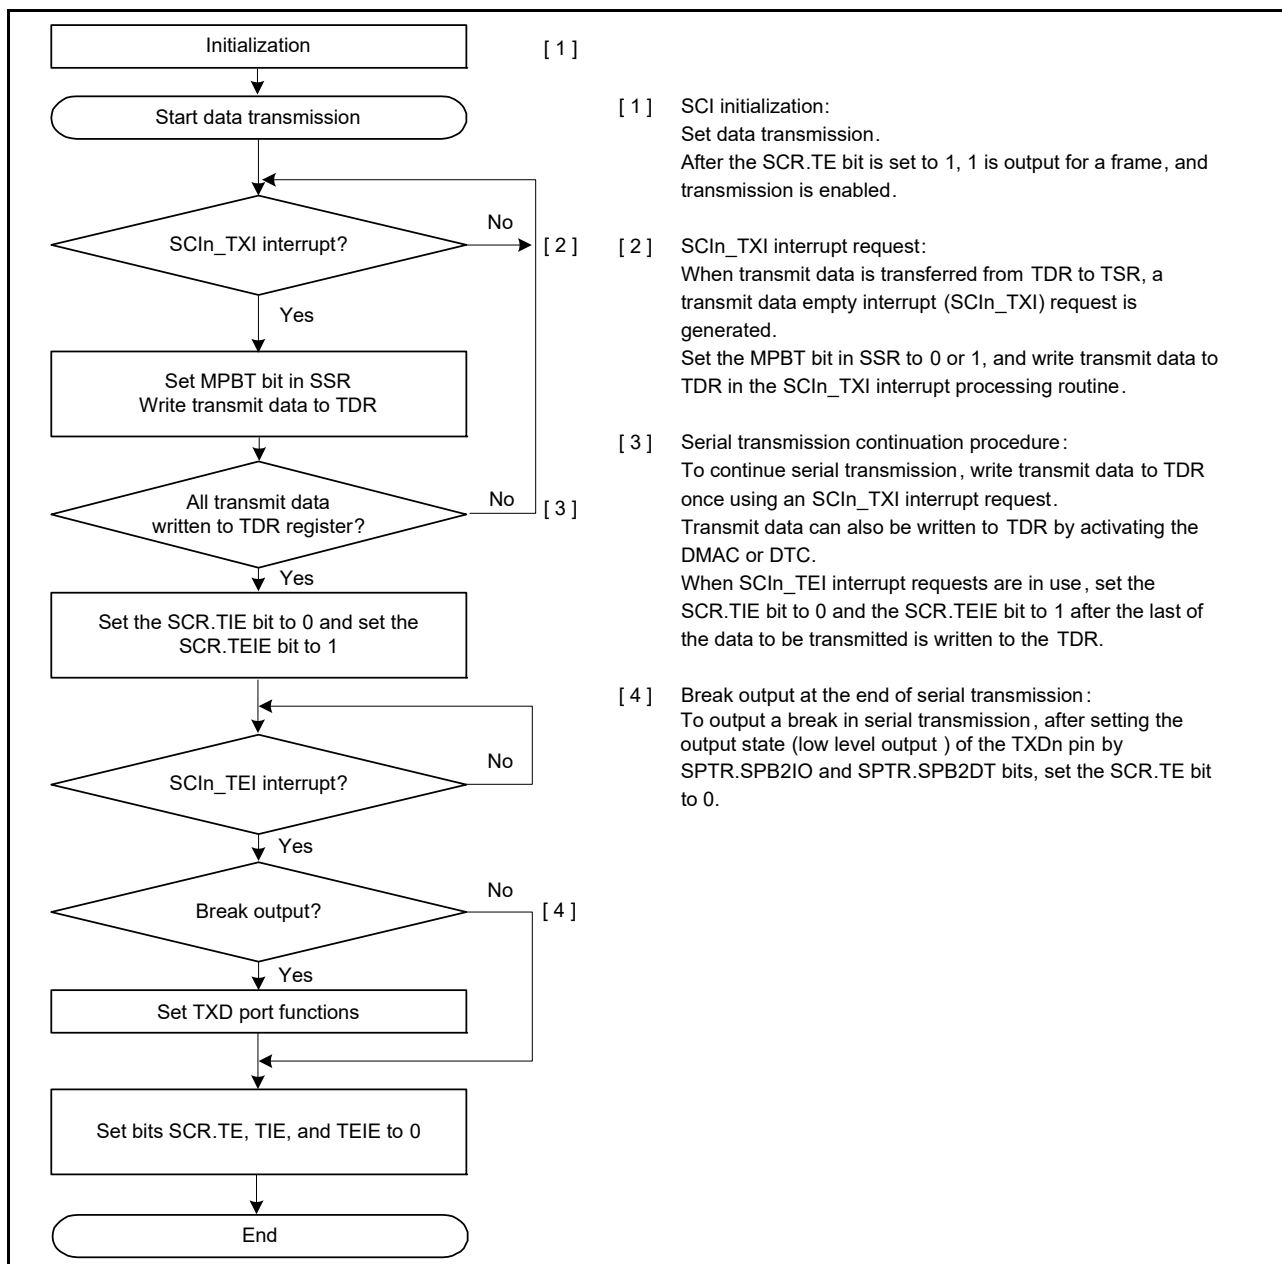 Initialization
[ 1 ]
Start data transmission
SCIn_TXI interrupt?
No
[ 2 ]
Yes
Set MPBT bit in SSR
Write transmit data to TDR
All transmit data
written to TDR register?
No
[ 3 ]
Yes
Set the SCR.TIE bit to 0 and set the
SCR.TEIE bit to 1
SCIn_TEI interrupt?
No
Yes
Break output?
No
[ 4 ]
Yes
Set TXD port functions
Set bits SCR.TE, TIE, and TEIE to 0
End
[ 1 ] SCI initialization:
Set data transmission.
After the SCR.TE bit is set to 1, 1 is output for a frame, and
transmission is enabled.
[ 2 ] SCIn_TXI interrupt request:
When transmit data is transferred from TDR to TSR, a
transmit data empty interrupt (SCIn_TXI) request is
generated.
Set the MPBT bit in SSR to 0 or 1, and write transmit data to
TDR in the SCIn_TXI interrupt processing routine.
[ 3 ] Serial transmission continuation procedure:
To continue serial transmission, write transmit data to TDR
once using an SCIn_TXI interrupt request.
Transmit data can also be written to TDR by activating the
DMAC or DTC.
When SCIn_TEI interrupt requests are in use, set the
SCR.TIE bit to 0 and the SCR.TEIE bit to 1 after the last of
the data to be transmitted is written to the TDR.
[ 4 ] Break output at the end of serial transmission:
To output a break in serial transmission, after setting the
output state (low level output ) of the TXDn pin by
SPTR.SPB2IO and SPTR.SPB2DT bits, set the SCR.TE bit
to 0.